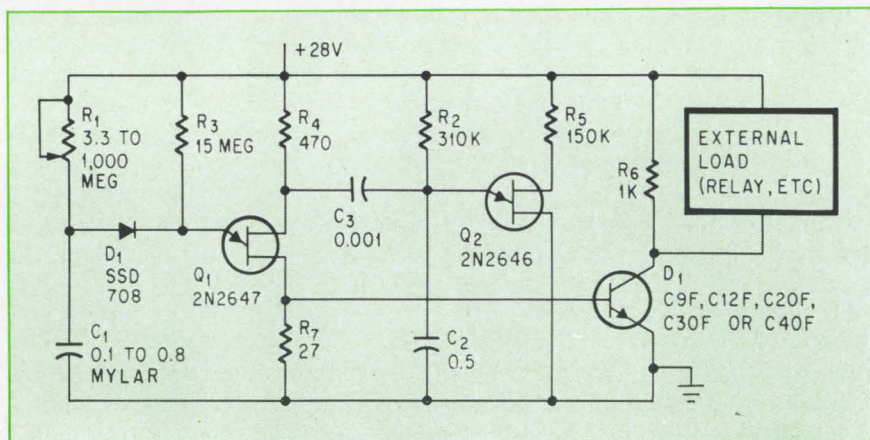 +28V
R1
3.3 TO
1,000
MEG
R3
15 MEG
R4
470
R2
310K
R5
150K
EXTERNAL
LOAD
(RELAY, ETC)
R6
1K
C3
0.001
D1
SSD
708
Q1
2N2647
Q2
2N2646
D1
C9F, C12F, C20F,
C30F OR C40F
C1
0.1 TO 0.8
MYLAR
R7
27
C2
0.5